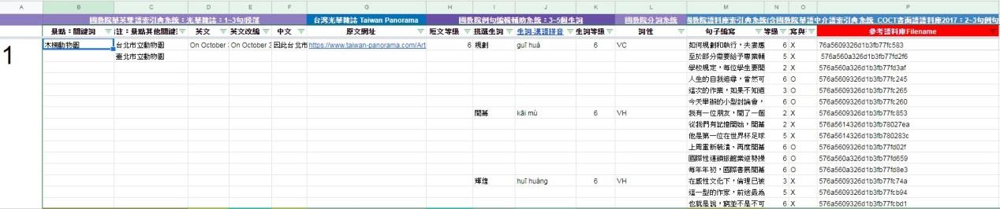 A B C D E F G H I J K L M N O P
國教院華英雙語索引典系統：光華雜誌：1~3句/段落 台灣光華雜誌 Taiwan Panorama 國教院例句編輯輔助系統：3~5個生詞 國教院分詞系統 國教院語料庫索引典系統(含國教院華語中介語索引典系統 COCT書面語語料庫2017：2~3句例句
景點：關鍵詞 註：景點其他關鍵 英文 英文改編 中文 原文網址 短文等級 挑選生詞 生詞-漢語拼音 生詞等級 詞性 句子編寫 等級 寫與 參考語料庫Filename
1 木柵動物園 台北市立動物園 On October On October 3 因此台北市 https://www.taiwan-panorama.com/Art 6 規劃 guī huà 6 VC 如何規劃和執行，夫妻應 6 X 76a5609326d1b3fb77fc583
臺北市立動物園 至於部分需要給予專業輔 5 X 576a560a326d1b3fb77fd2f6
學校規定，每位學生要閱 2 X 576a560a326d1b3fb77fd3af
人生的自我追尋，當然可 6 O 576a5609326d1b3fb77fc245
這次的作業，如果不知道 3 O 576a5609326d1b3fb77fc265
今天舉辦的小型討論會， 6 O 576a5609326d1b3fb77fc260
開幕 kāi mù 6 VH 我有一位朋友，開了一個 2 X 576a5609326d1b3fb77fc853
從我們有記憶開始，開幕 2 X 576a5614326d1b3fb78027ea
他是第一位在世界杯足球 5 X 576a5614326d1b3fb780283c
上周重新裝潢、再度開幕 5 O 576a5609326d1b3fb77fd02f
國際性連鎖旅館業逆勢操 6 O 576a560a326d1b3fb77fd659
每年年初，國際書展開幕 6 O 576a560a326d1b3fb77fd8e3
輝煌 huī huáng 6 VH 在感性文化下，倫理已被 3 X 576a5609326d1b3fb77fc74a
這一型的作家，前途最為 5 X 576a5609326d1b3fb77fcb94
也就是說，窮並不是不可 6 X 576a5609326d1b3fb77fcbd1